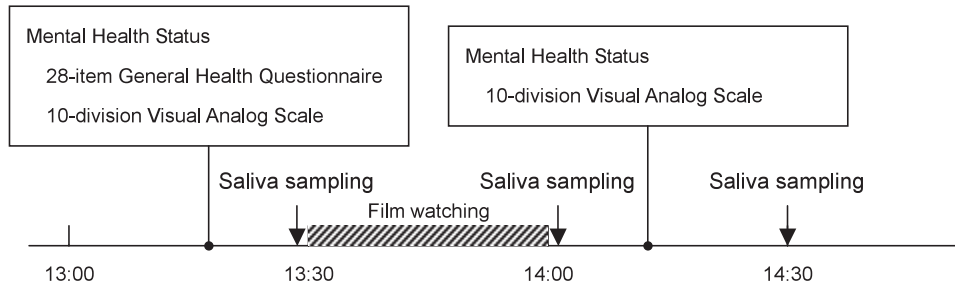 Mental Health Status
28-item General Health Questionnaire
10-division Visual Analog Scale
Mental Health Status
10-division Visual Analog Scale
Saliva sampling
Saliva sampling
Saliva sampling
Film watching
13:00
13:30
14:00
14:30